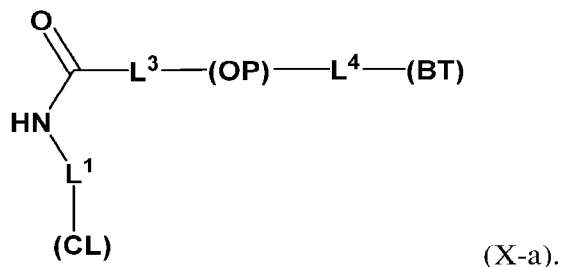 O
L³ (OP) L⁴ (BT)
HN
L¹
(CL)
(X-a).